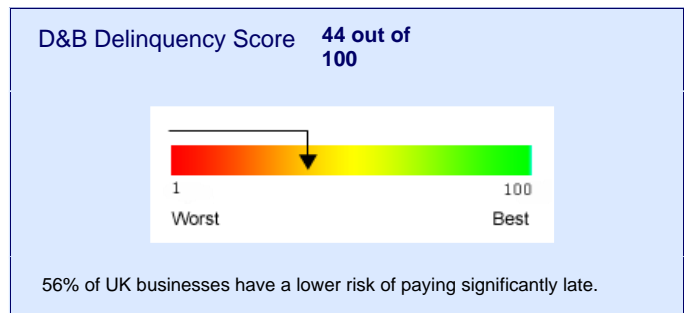 D&B Delinquency Score 44 out of
100
1 100
Worst Best
56% of UK businesses have a lower risk of paying significantly late.